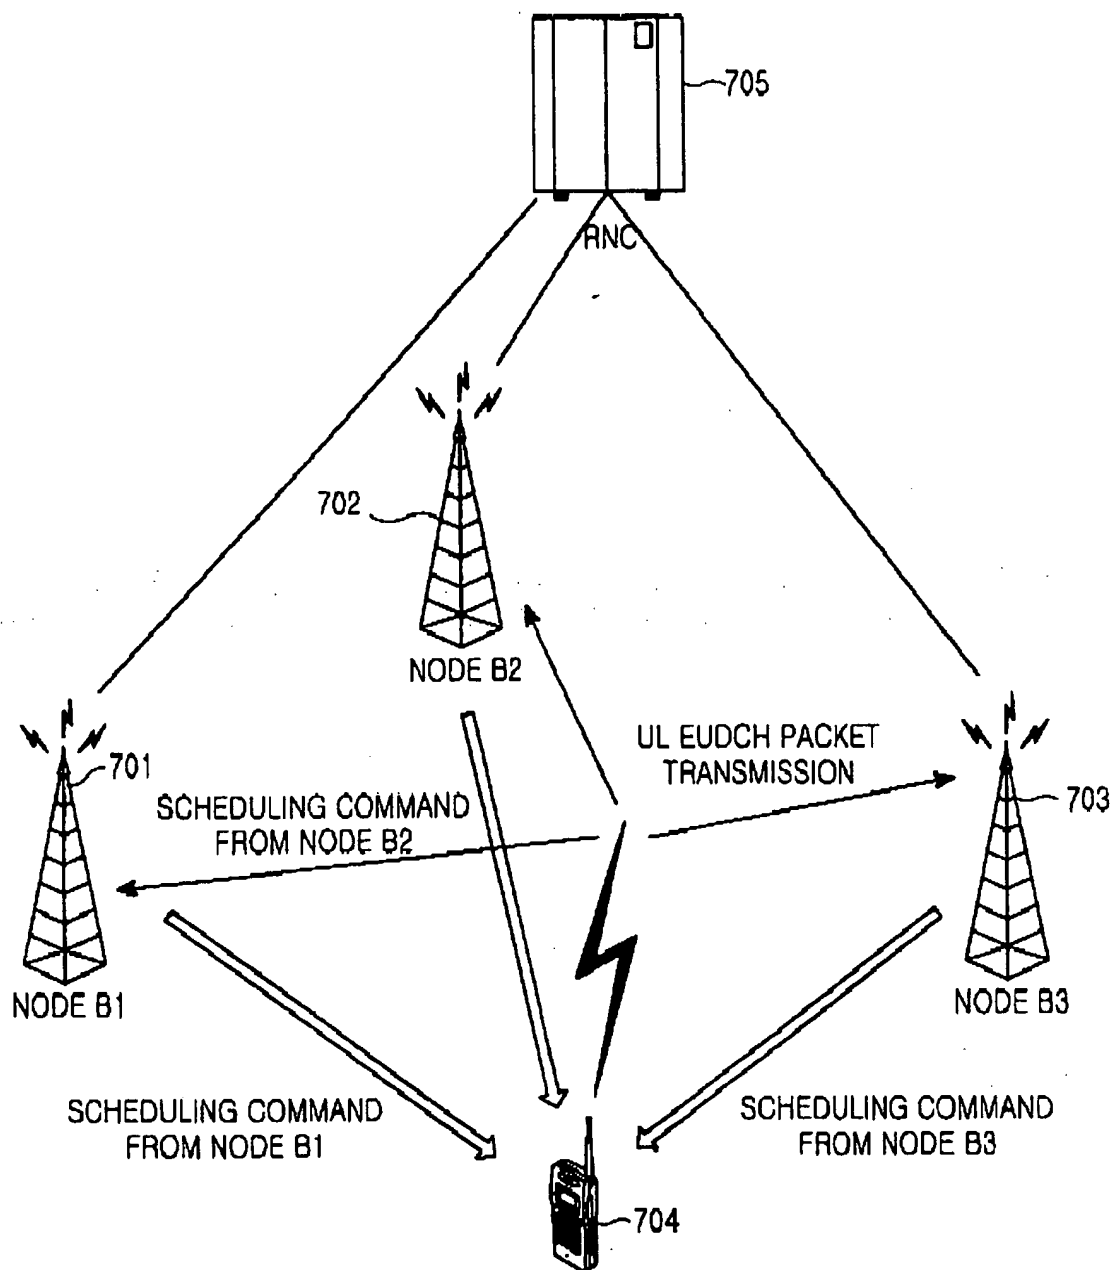 705
RNC
702
NODE B2
701
UL EUDCH PACKET
TRANSMISSION
703
SCHEDULING COMMAND
FROM NODE B2
NODE B1
NODE B3
SCHEDULING COMMAND
FROM NODE B1
SCHEDULING COMMAND
FROM NODE B3
704